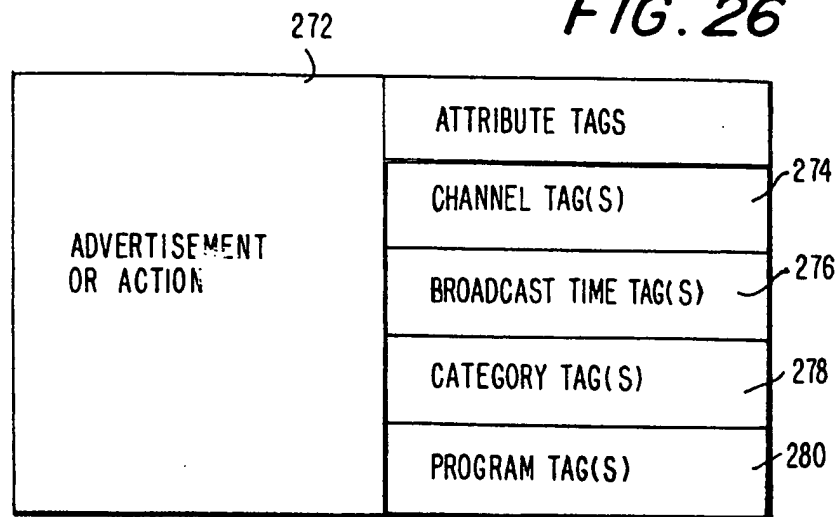 FIG. 26
272
ADVERTISEMENT
OR ACTION
ATTRIBUTE TAGS
CHANNEL TAG(S)
274
BROADCAST TIME TAG(S)
276
CATEGORY TAG(S)
278
PROGRAM TAG(S)
280